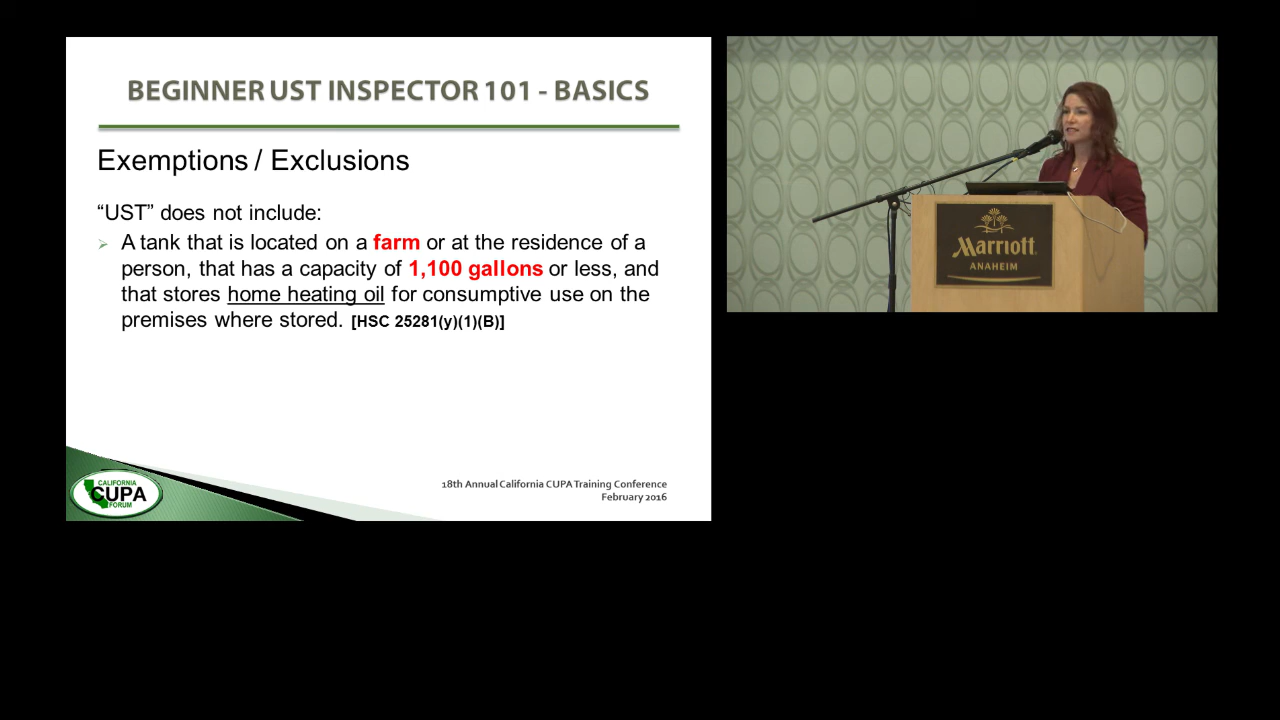 BEGINNER UST INSPECTOR 101 - BASICS
Exemptions / Exclusions
“UST” does not include:
A tank that is located on a farm or at the residence of a
person, that has a capacity of 1,100 gallons or less, and
that stores home heating oil for consumptive use on the
premises where stored. [HSC 25281(y)(1)(B)]
CALIFORNIA
CUPA
FORUM
18th Annual California CUPA Training Conference
February 2016
Marriott
ANAHEIM